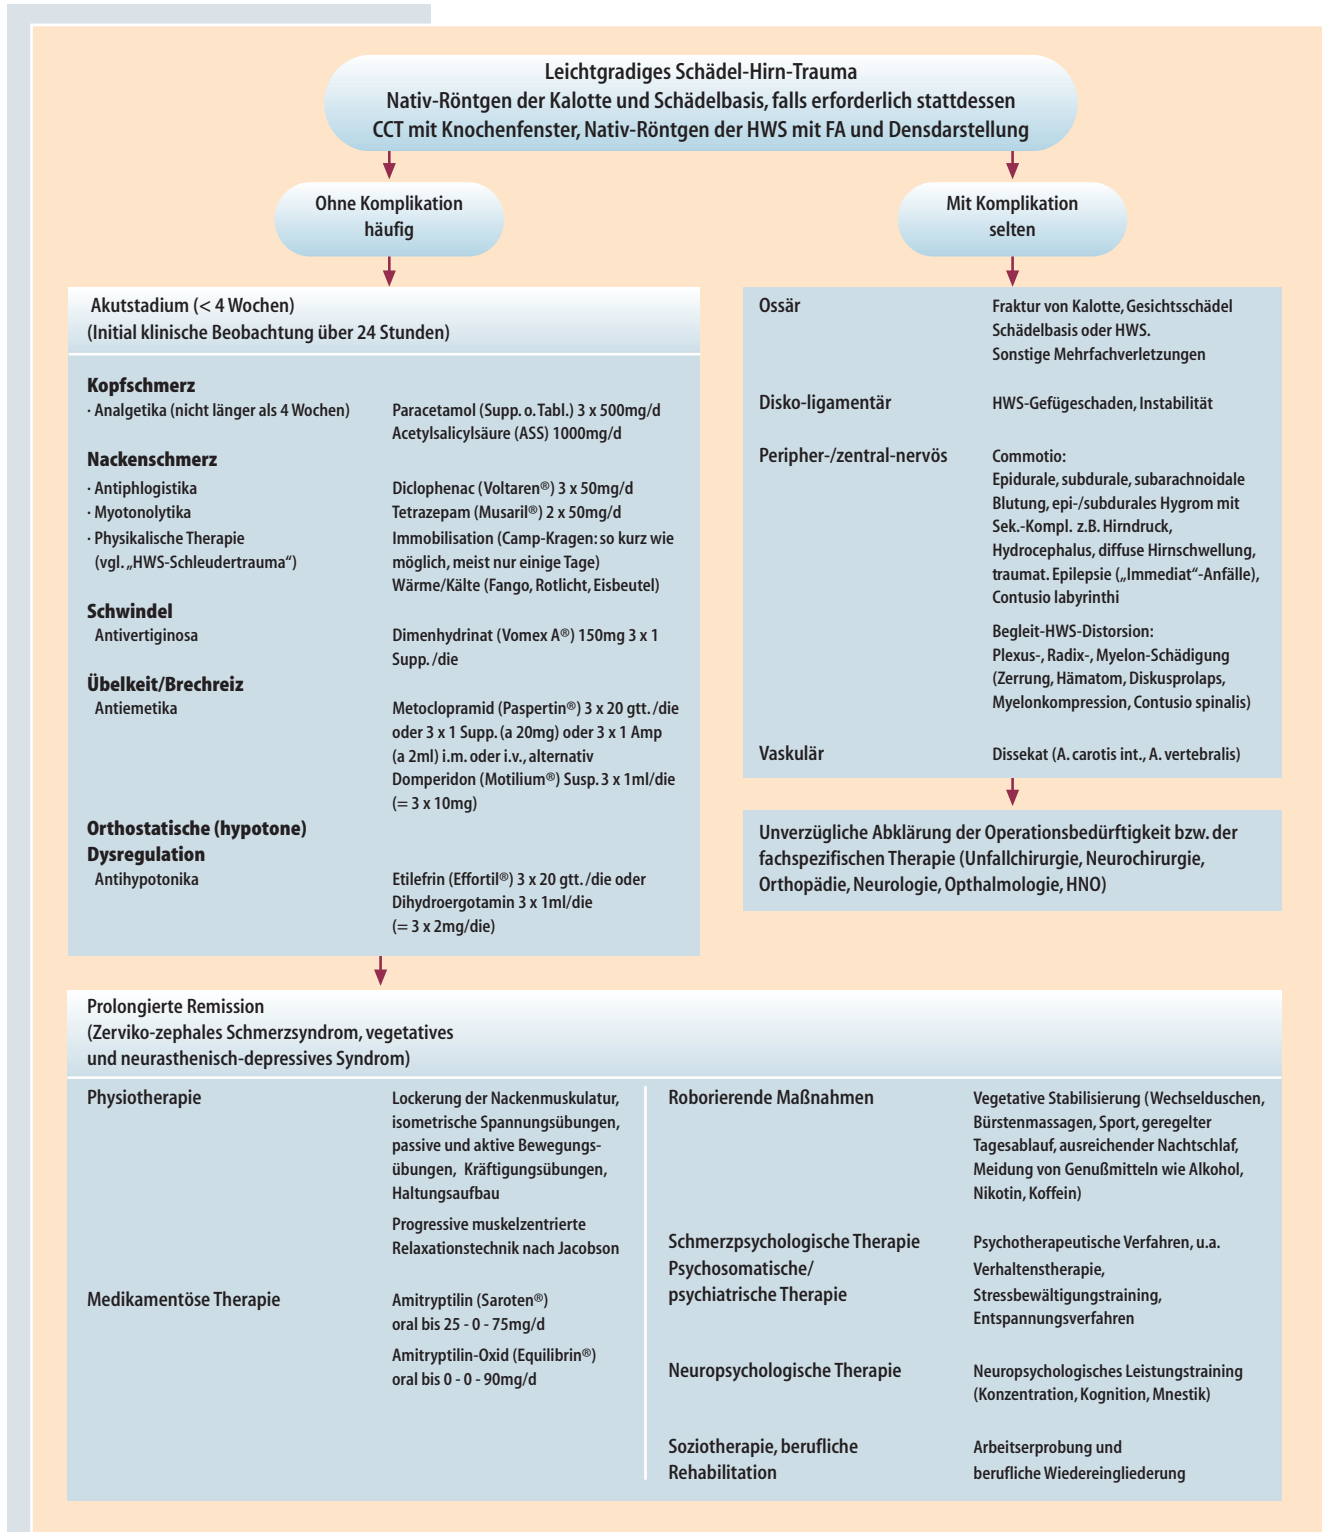 Leichtgradiges Schädel-Hirn-Trauma
Nativ-Röntgen der Kalotte und Schädelbasis, falls erforderlich stattdessen
CCT mit Knochenfenster, Nativ-Röntgen der HWS mit FA und Densdarstellung
Ohne Komplikation
häufig
Akutstadium (< 4 Wochen)
(Initial klinische Beobachtung über 24 Stunden)
Kopfschmerz
· Analgetika (nicht länger als 4 Wochen)
Paracetamol (Supp. o. Tabl.) 3 x 500mg/d
Acetylsalicylsäure (ASS) 1000mg/d
Nackenschmerz
· Antiphlogistika
Diclophenac (Voltaren®) 3 x 50mg/d
· Myotonolytika
Tetrazepam (Musaril®) 2 x 50mg/d
· Physikalische Therapie
(vgl. „HWS-Schleudertrauma“)
Immobilisation (Camp-Kragen: so kurz wie
möglich, meist nur einige Tage)
Wärme/Kälte (Fango, Rotlicht, Eisbeutel)
Schwindel
Antivertiginosa
Dimenhydrinat (Vomex A®) 150mg 3 x 1
Supp. /die
Übelkeit/Brechreiz
Antiemetika
Metoclopramid (Paspertin®) 3 x 20 gtt. /die
oder 3 x 1 Supp. (a 20mg) oder 3 x 1 Amp
(a 2ml) i.m. oder i.v., alternativ
Domperidon (Motilium®) Susp. 3 x 1ml/die
(= 3 x 10mg)
Orthostatische (hypotone)
Dysregulation
Antihypotonika
Etilefrin (Effortil®) 3 x 20 gtt. /die oder
Dihydroergotamin 3 x 1ml/die
(= 3 x 2mg/die)
Mit Komplikation
selten
Ossär
Fraktur von Kalotte, Gesichtsschädel
Schädelbasis oder HWS.
Sonstige Mehrfachverletzungen
Disko-ligamentär
HWS-Gefügeschaden, Instabilität
Peripher-/zentral-nervös
Commotio:
Epidurale, subdurale, subarachnoidale
Blutung, epi-/subdurales Hygrom mit
Sek.-Kompl. z.B. Hirndruck,
Hydrocephalus, diffuse Hirnschwellung,
traumat. Epilepsie („Immediat“-Anfälle),
Contusio labyrinthi
Begleit-HWS-Distorsion:
Plexus-, Radix-, Myelon-Schädigung
(Zerrung, Hämatom, Diskusprolaps,
Myelonkompression, Contusio spinalis)
Vaskulär
Dissekat (A. carotis int., A. vertebralis)
Unverzügliche Abklärung der Operationsbedürftigkeit bzw. der
fachspezifischen Therapie (Unfallchirurgie, Neurochirurgie,
Orthopädie, Neurologie, Opthalmologie, HNO)
Prolongierte Remission
(Zerviko-zephales Schmerzsyndrom, vegetatives
und neurasthenisch-depressives Syndrom)
Physiotherapie
Lockerung der Nackenmuskulatur,
isometrische Spannungsübungen,
passive und aktive Bewegungs-
übungen, Kräftigungsübungen,
Haltungsaufbau
Progressive muskelzentrierte
Relaxationstechnik nach Jacobson
Medikamentöse Therapie
Amitryptilin (Saroten®)
oral bis 25 - 0 - 75mg/d
Amitryptilin-Oxid (Equilibrin®)
oral bis 0 - 0 - 90mg/d
Roborierende Maßnahmen
Vegetative Stabilisierung (Wechselduschen,
Bürstenmassagen, Sport, geregelter
Tagesablauf, ausreichender Nachtschlaf,
Meidung von Genußmitteln wie Alkohol,
Nikotin, Koffein)
Schmerzpsychologische Therapie
Psychosomatische/
psychiatrische Therapie
Psychotherapeutische Verfahren, u.a.
Verhaltenstherapie,
Stressbewältigungstraining,
Entspannungsverfahren
Neuropsychologische Therapie
Neuropsychologisches Leistungstraining
(Konzentration, Kognition, Mnestik)
Soziotherapie, berufliche
Rehabilitation
Arbeitserprobung und
berufliche Wiedereingliederung